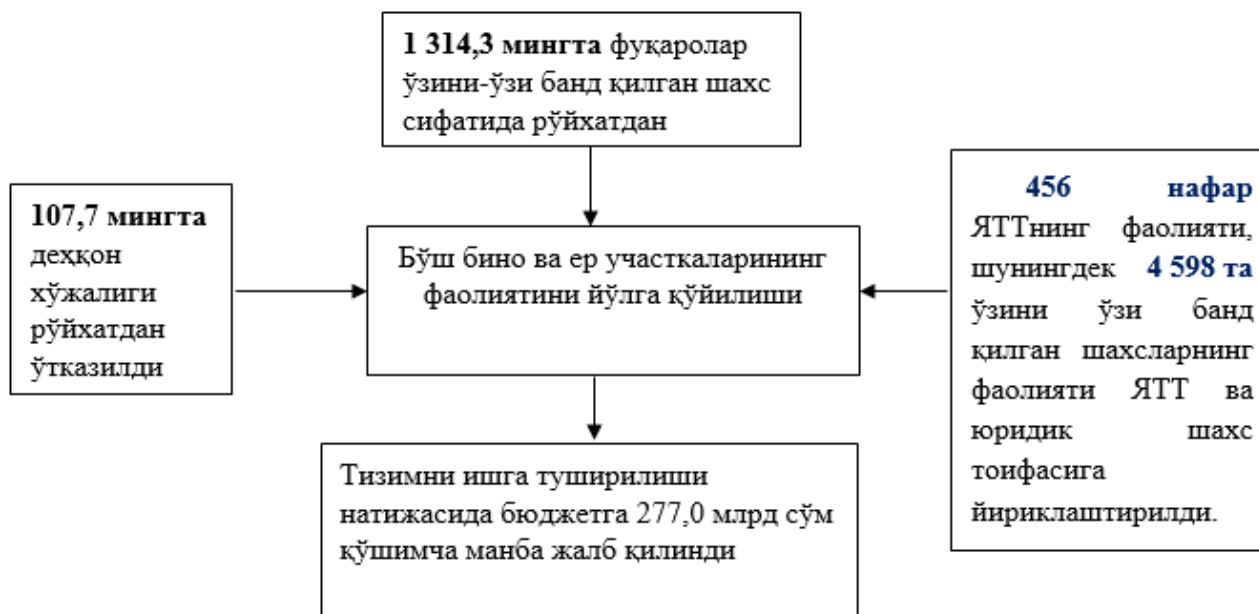 1 314,3 мингта фуқаролар
ўзини-ўзи банд қилган шахс
сифатида рўйхатдан
107,7 мингта
деҳқон
хўжалиги
рўйхатдан
ўтказилди
Бўш бино ва ер участкаларининг
фаолиятини йўлга қўйилиши
456 нафар
ЯТТнинг фаолияти,
шунингдек 4 598 та
ўзини ўзи банд
қилган шахсларнинг
фаолияти ЯТТ ва
юридик шахс
тоифасига
йириклаштирилди.
Тизимни ишга туширилиши
натижасида бюджетга 277,0 млрд сўм
қўшимча манба жалб қилинди